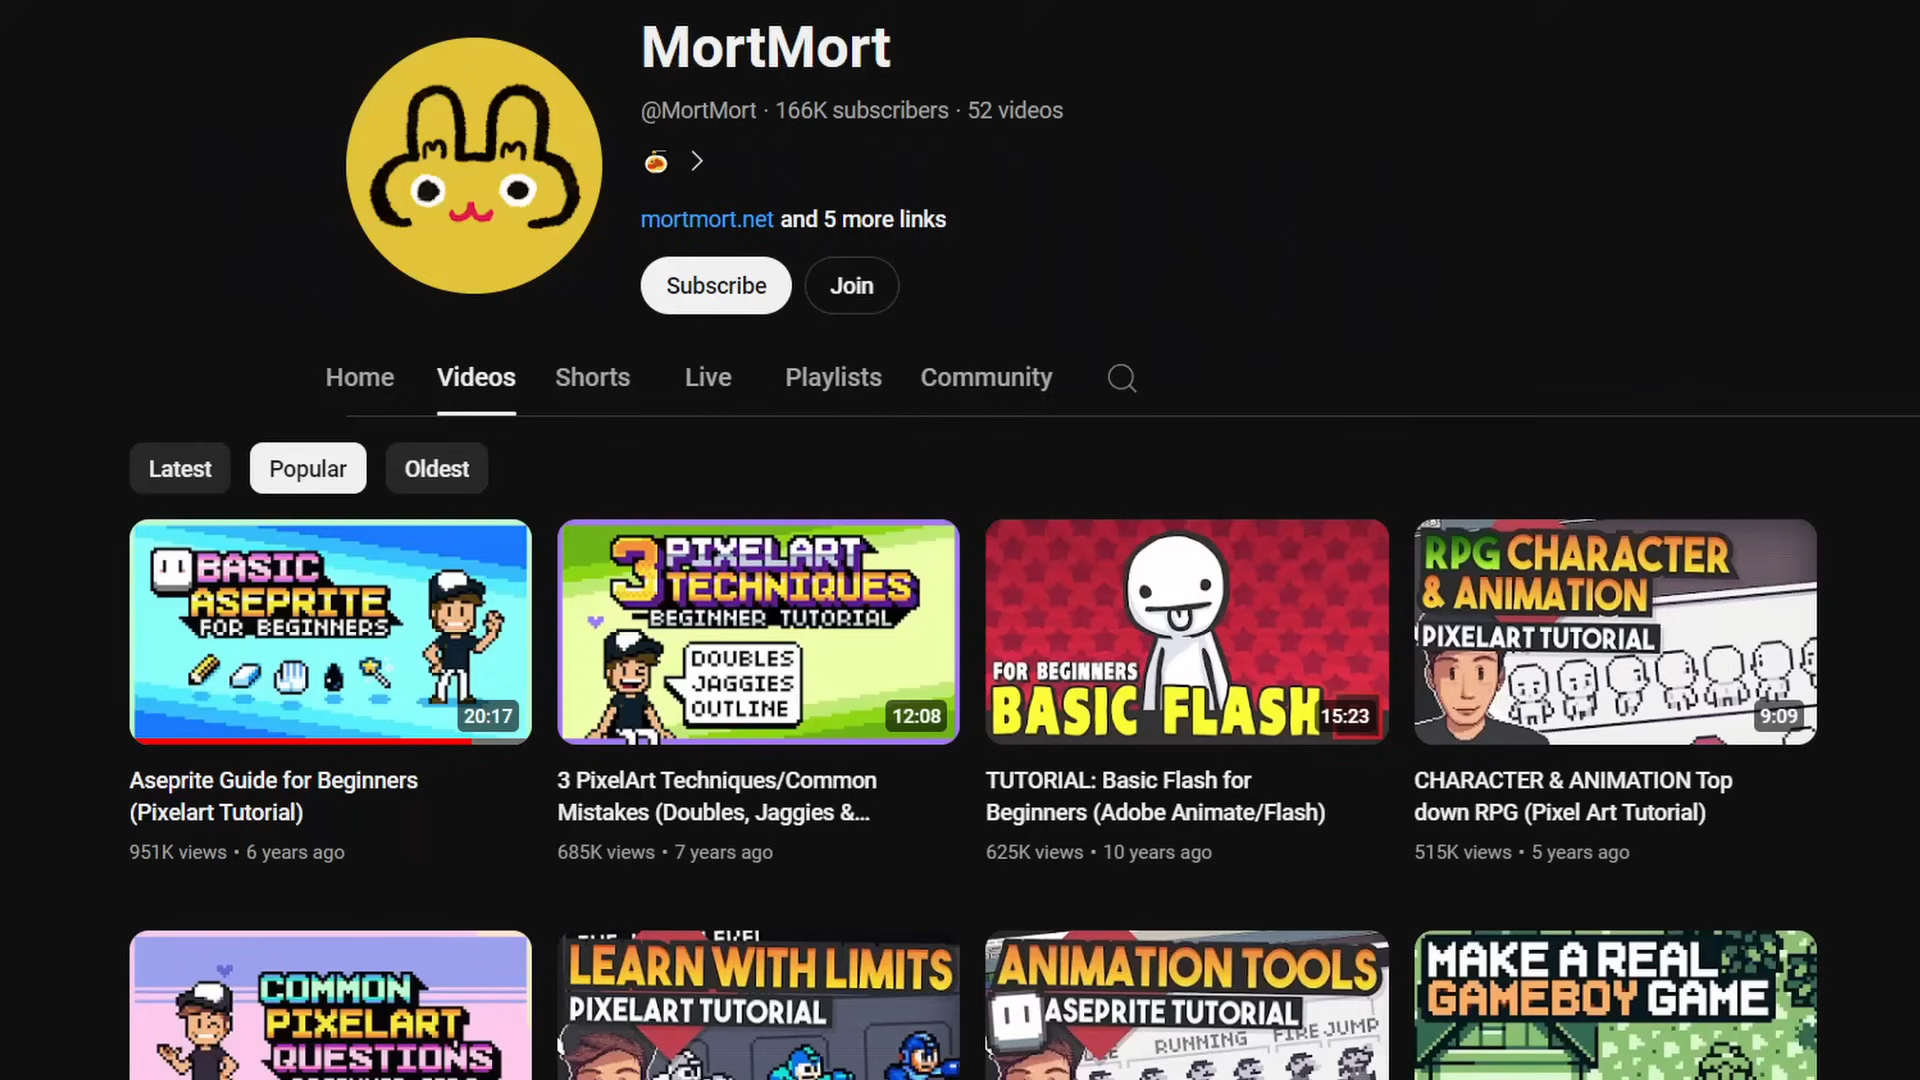 MortMort
@MortMort · 166K subscribers · 52 videos
mortmort.net and 5 more links
Subscribe
Join
Home
Videos
Shorts
Live
Playlists
Community
Latest
Popular
Oldest
BASIC
ASEPRITE
FOR BEGINNERS
20:17
3 PIXELART
TECHNIQUES
BEGINNER TUTORIAL
DOUBLES
JAGGIES
OUTLINE
12:08
FOR BEGINNERS
BASIC FLASH
15:23
RPG CHARACTER
& ANIMATION
PIXELART TUTORIAL
9:09
Aseprite Guide for Beginners
(Pixelart Tutorial)
951K views • 6 years ago
3 PixelArt Techniques/Common
Mistakes (Doubles, Jaggies &...
685K views • 7 years ago
TUTORIAL: Basic Flash for
Beginners (Adobe Animate/Flash)
625K views • 10 years ago
CHARACTER & ANIMATION Top
down RPG (Pixel Art Tutorial)
515K views • 5 years ago
COMMON
PIXELART
QUESTIONS
LEARN WITH LIMITS
PIXELART TUTORIAL
ANIMATION TOOLS
ASEPRITE TUTORIAL
RUNNING
FIRE JUMP
MAKE A REAL
GAMEBOY GAME